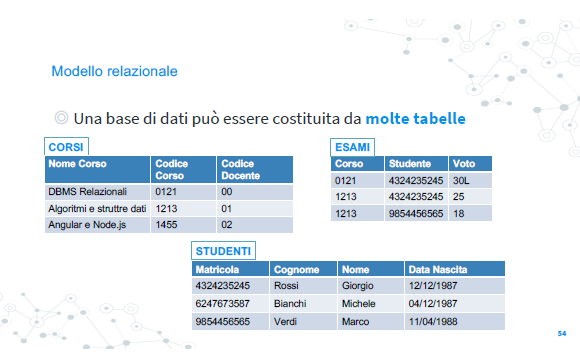 Modello relazionale
Una base di dati può essere costituita da molte tabelle
CORSI
Nome Corso Codice Corso Codice Docente
DBMS Relazionali 0121 00
Algoritmi e struttre dati 1213 01
Angular e Node.js 1455 02
ESAMI
Corso Studente Voto
0121 4324235245 30L
1213 4324235245 25
1213 9854456565 18
STUDENTI
Matricola Cognome Nome Data Nascita
4324235245 Rossi Giorgio 12/12/1987
6247673587 Bianchi Michele 04/12/1987
9854456565 Verdi Marco 11/04/1988
54